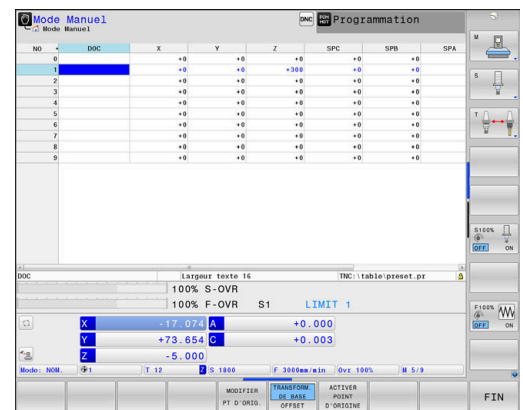 Mode Manuel
Mode Manuel
DNC
Programmation
NO DOC X Y Z SPC SPB SPA
0 +0 +0 +0 +0 +0
1 +0 +0 +300 +0 +0
2 +0 +0 +0 +0 +0
3 +0 +0 +0 +0 +0
4 +0 +0 +0 +0 +0
5 +0 +0 +0 +0 +0
6 +0 +0 +0 +0 +0
7 +0 +0 +0 +0 +0
8 +0 +0 +0 +0 +0
9 +0 +0 +0 +0 +0
M
S
T
S100%
OFF ON
DOC Largeur texte 16 TNC:\table\preset.pr
100% S-OVR
100% F-OVR S1 LIMIT 1
F100%
OFF ON
X -17.074 A +0.000
Y +73.654 C +0.003
Z -5.000
Mode: NOM. 1 T 12 Z S 1800 F 3000mm/min Ovr 100% M 5/9
MODIFIER
PT D'ORIG.
TRANSFORM.
DE BASE
OFFSET
ACTIVER
POINT
D'ORIGINE
FIN